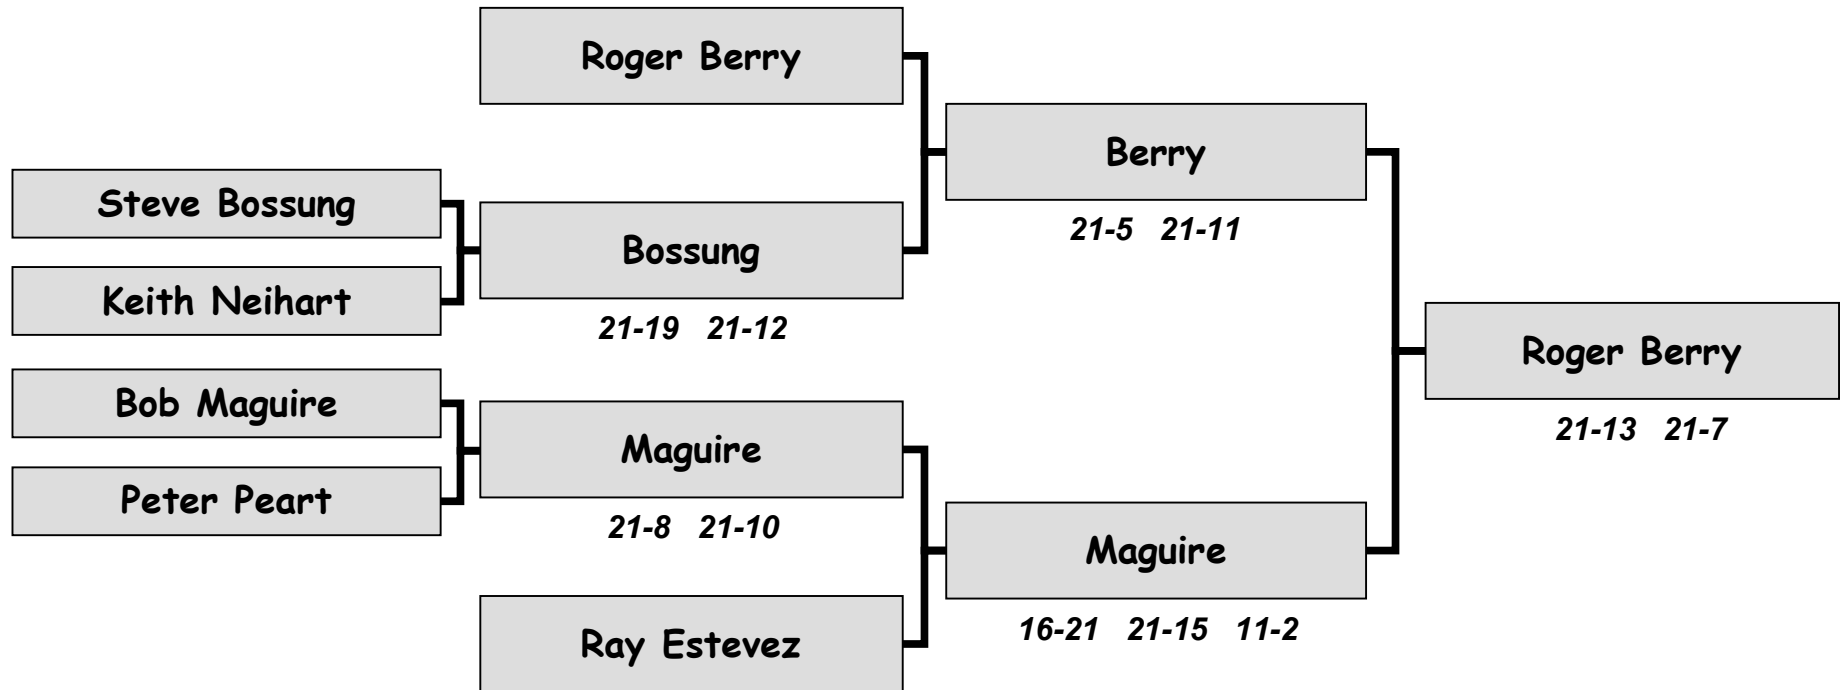 Roger Berry
Berry
21-5 21-11
Steve Bossung
Keith Neihart
Bossung
21-19 21-12
Roger Berry
21-13 21-7
Bob Maguire
Peter Peart
Maguire
21-8 21-10
Maguire
16-21 21-15 11-2
Ray Estevez